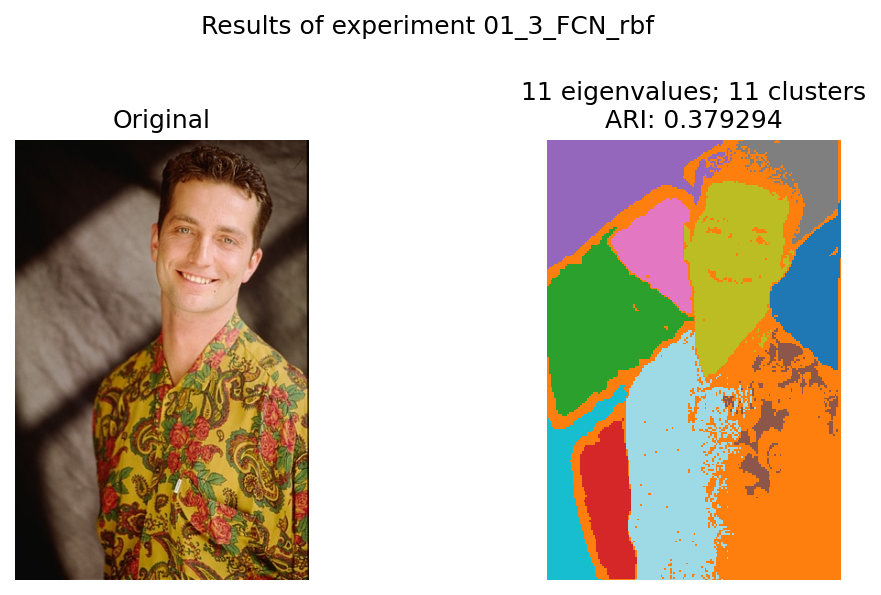 Results of experiment 01_3_FCN_rbf
Original
11 eigenvalues; 11 clusters
ARI: 0.379294